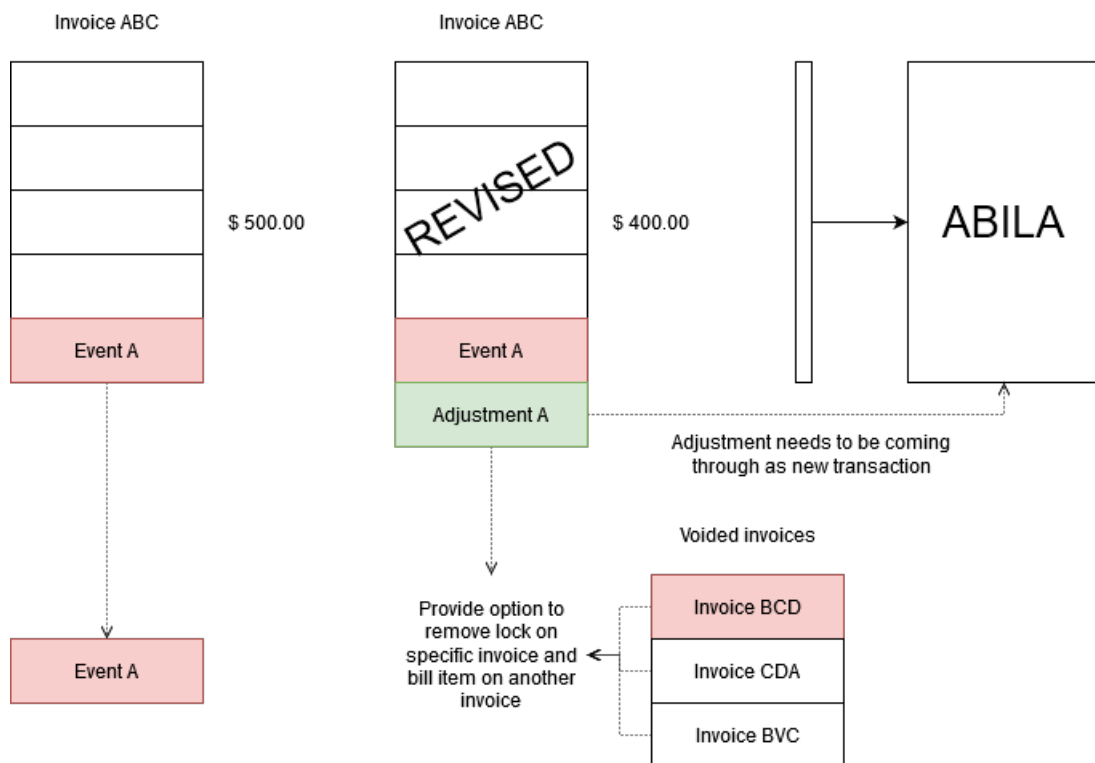 Invoice ABC
Invoice ABC
REVISED
$ 500.00
$ 400.00
ABILA
Event A
Event A
Adjustment A
Adjustment needs to be coming
through as new transaction
Voided invoices
Provide option to
remove lock on
specific invoice and
bill item on another
invoice
Invoice BCD
Event A
Invoice CDA
Invoice BVC